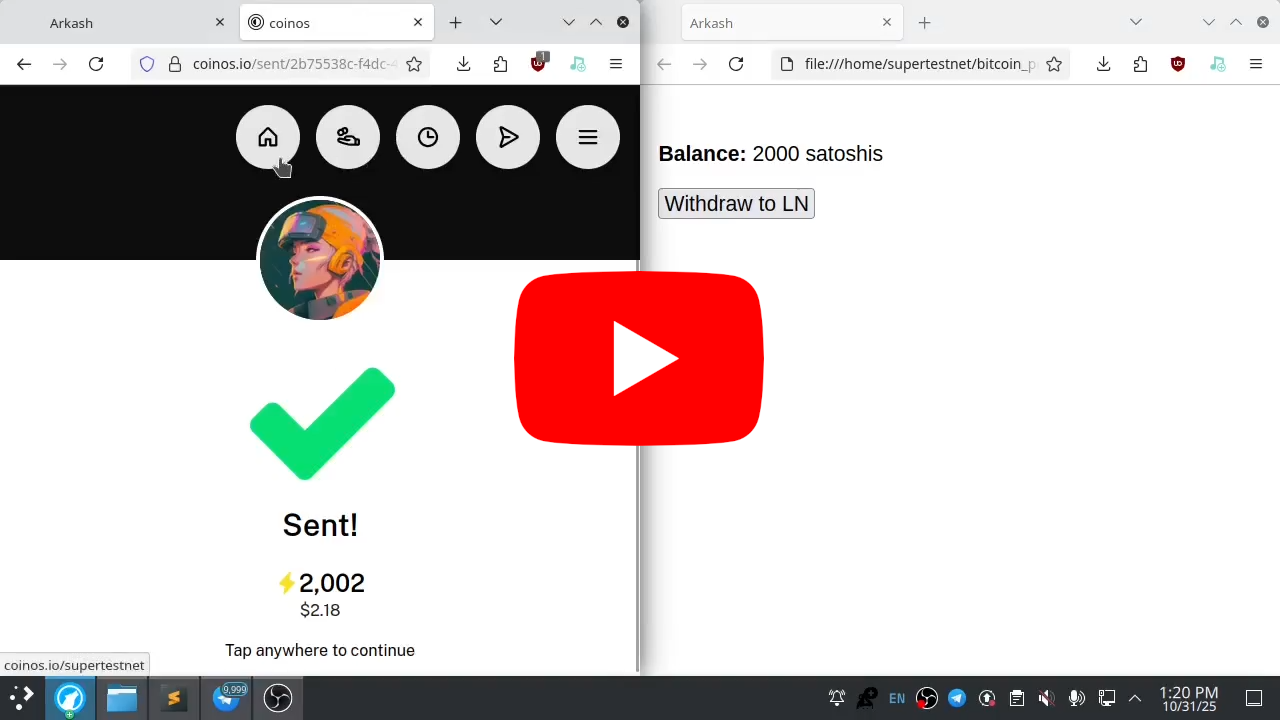 Arkash
coinos
Arkash
coinos.io/sent/2b75538c-f4dc-4
1
file:///home/supertestnet/bitcoin_p
Balance: 2000 satoshis
Withdraw to LN
Sent!
2,002
$2.18
Tap anywhere to continue
coinos.io/supertestnet
9,999
EN
1:20 PM
10/31/25